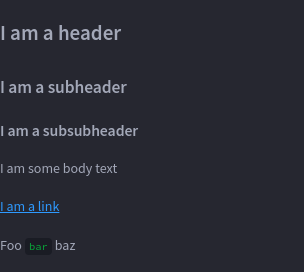 I am a header
I am a subheader
I am a subsubheader
I am some body text
I am a link
Foo bar baz